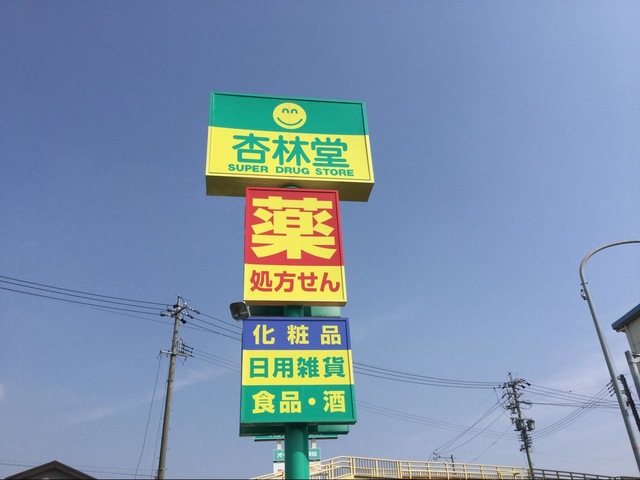 杏林堂
SUPER DRUG STORE
薬
処方せん
化粧品
日用雑貨
食品・酒